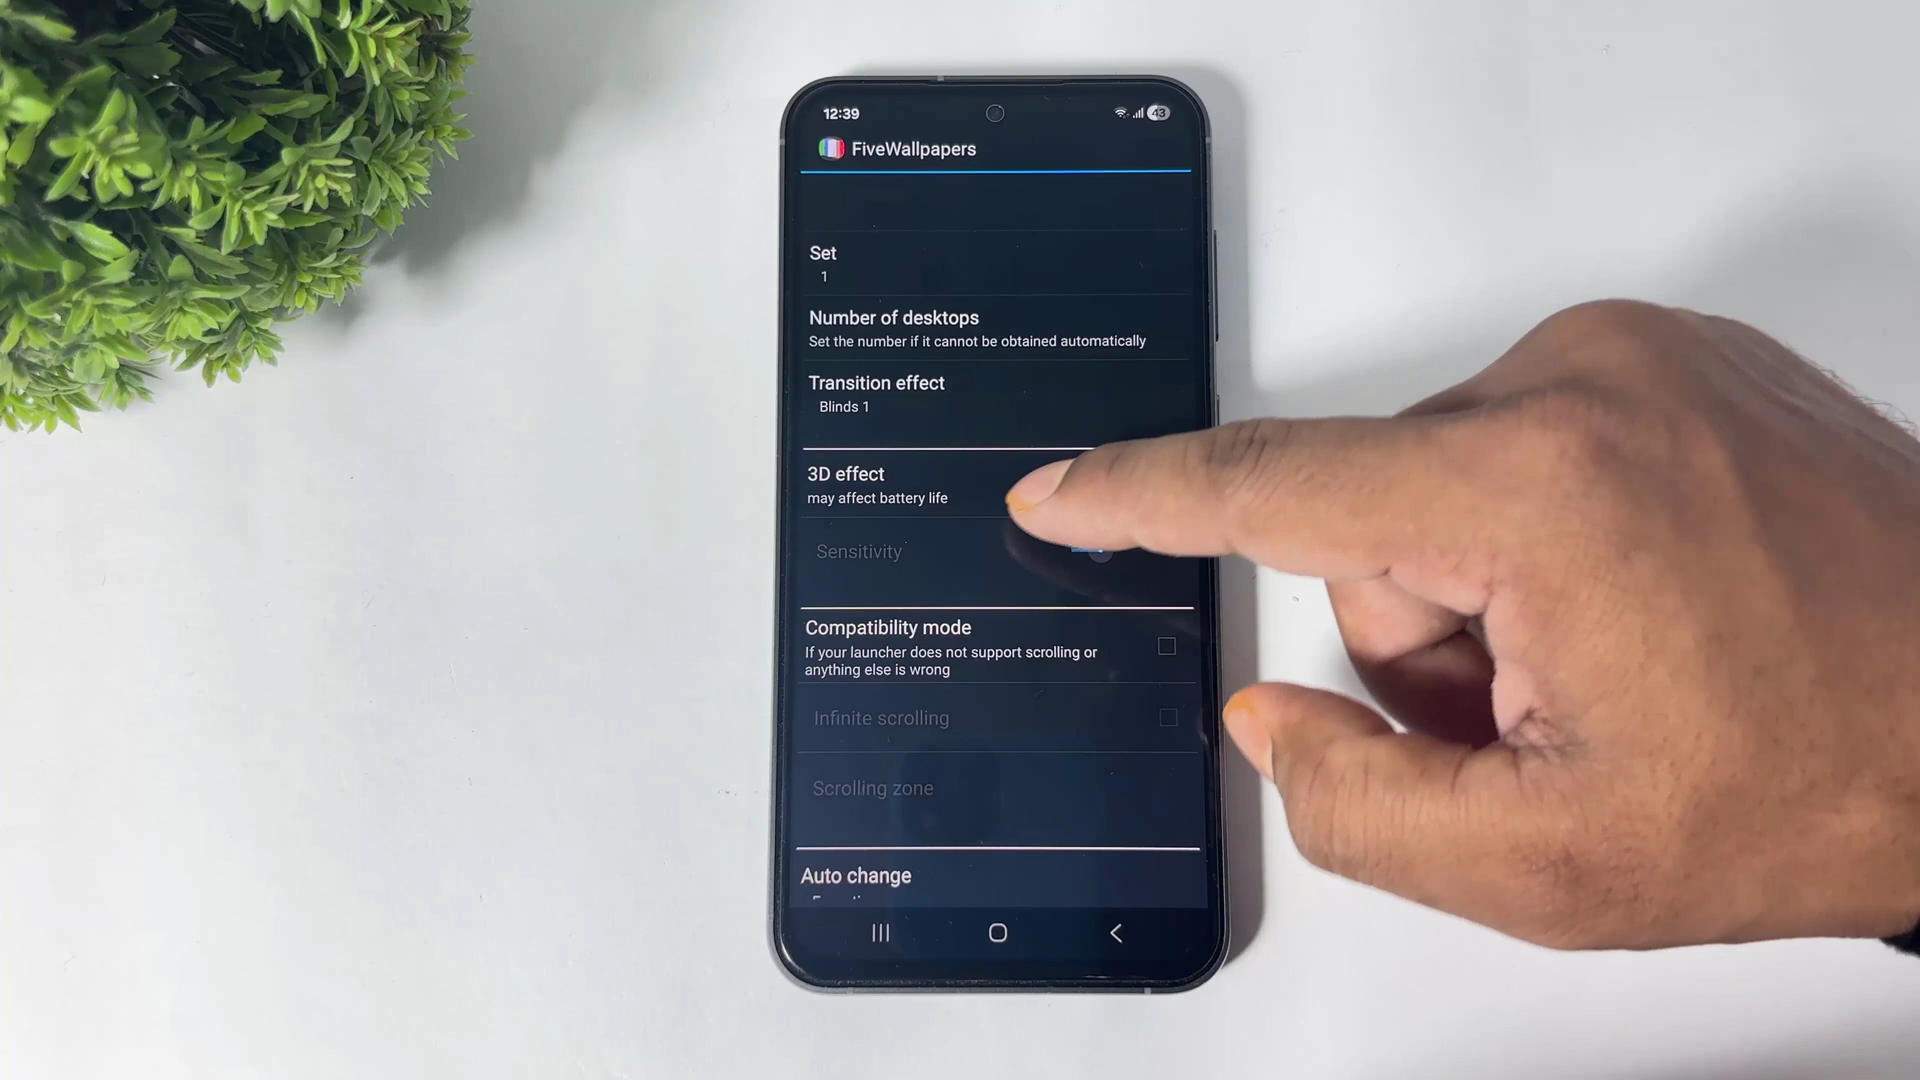 12:39
43
FiveWallpapers
Set
1
Number of desktops
Set the number if it cannot be obtained automatically
Transition effect
Blinds 1
3D effect
may affect battery life
Sensitivity
Compatibility mode
If your launcher does not support scrolling or
anything else is wrong
Infinite scrolling
Scrolling zone
Auto change